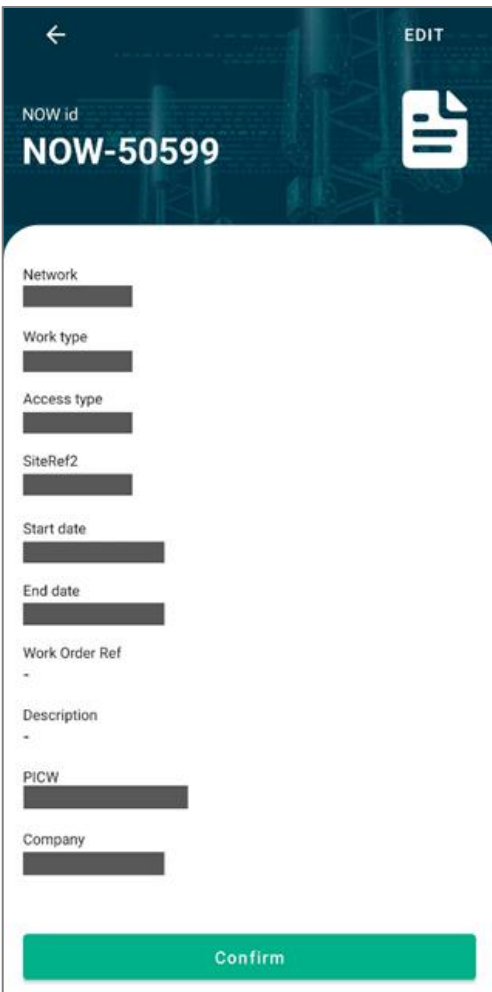 EDIT
NOW id
NOW-50599
Network
Work type
Access type
SiteRef2
Start date
End date
Work Order Ref
-
Description
-
PICW
Company
Confirm